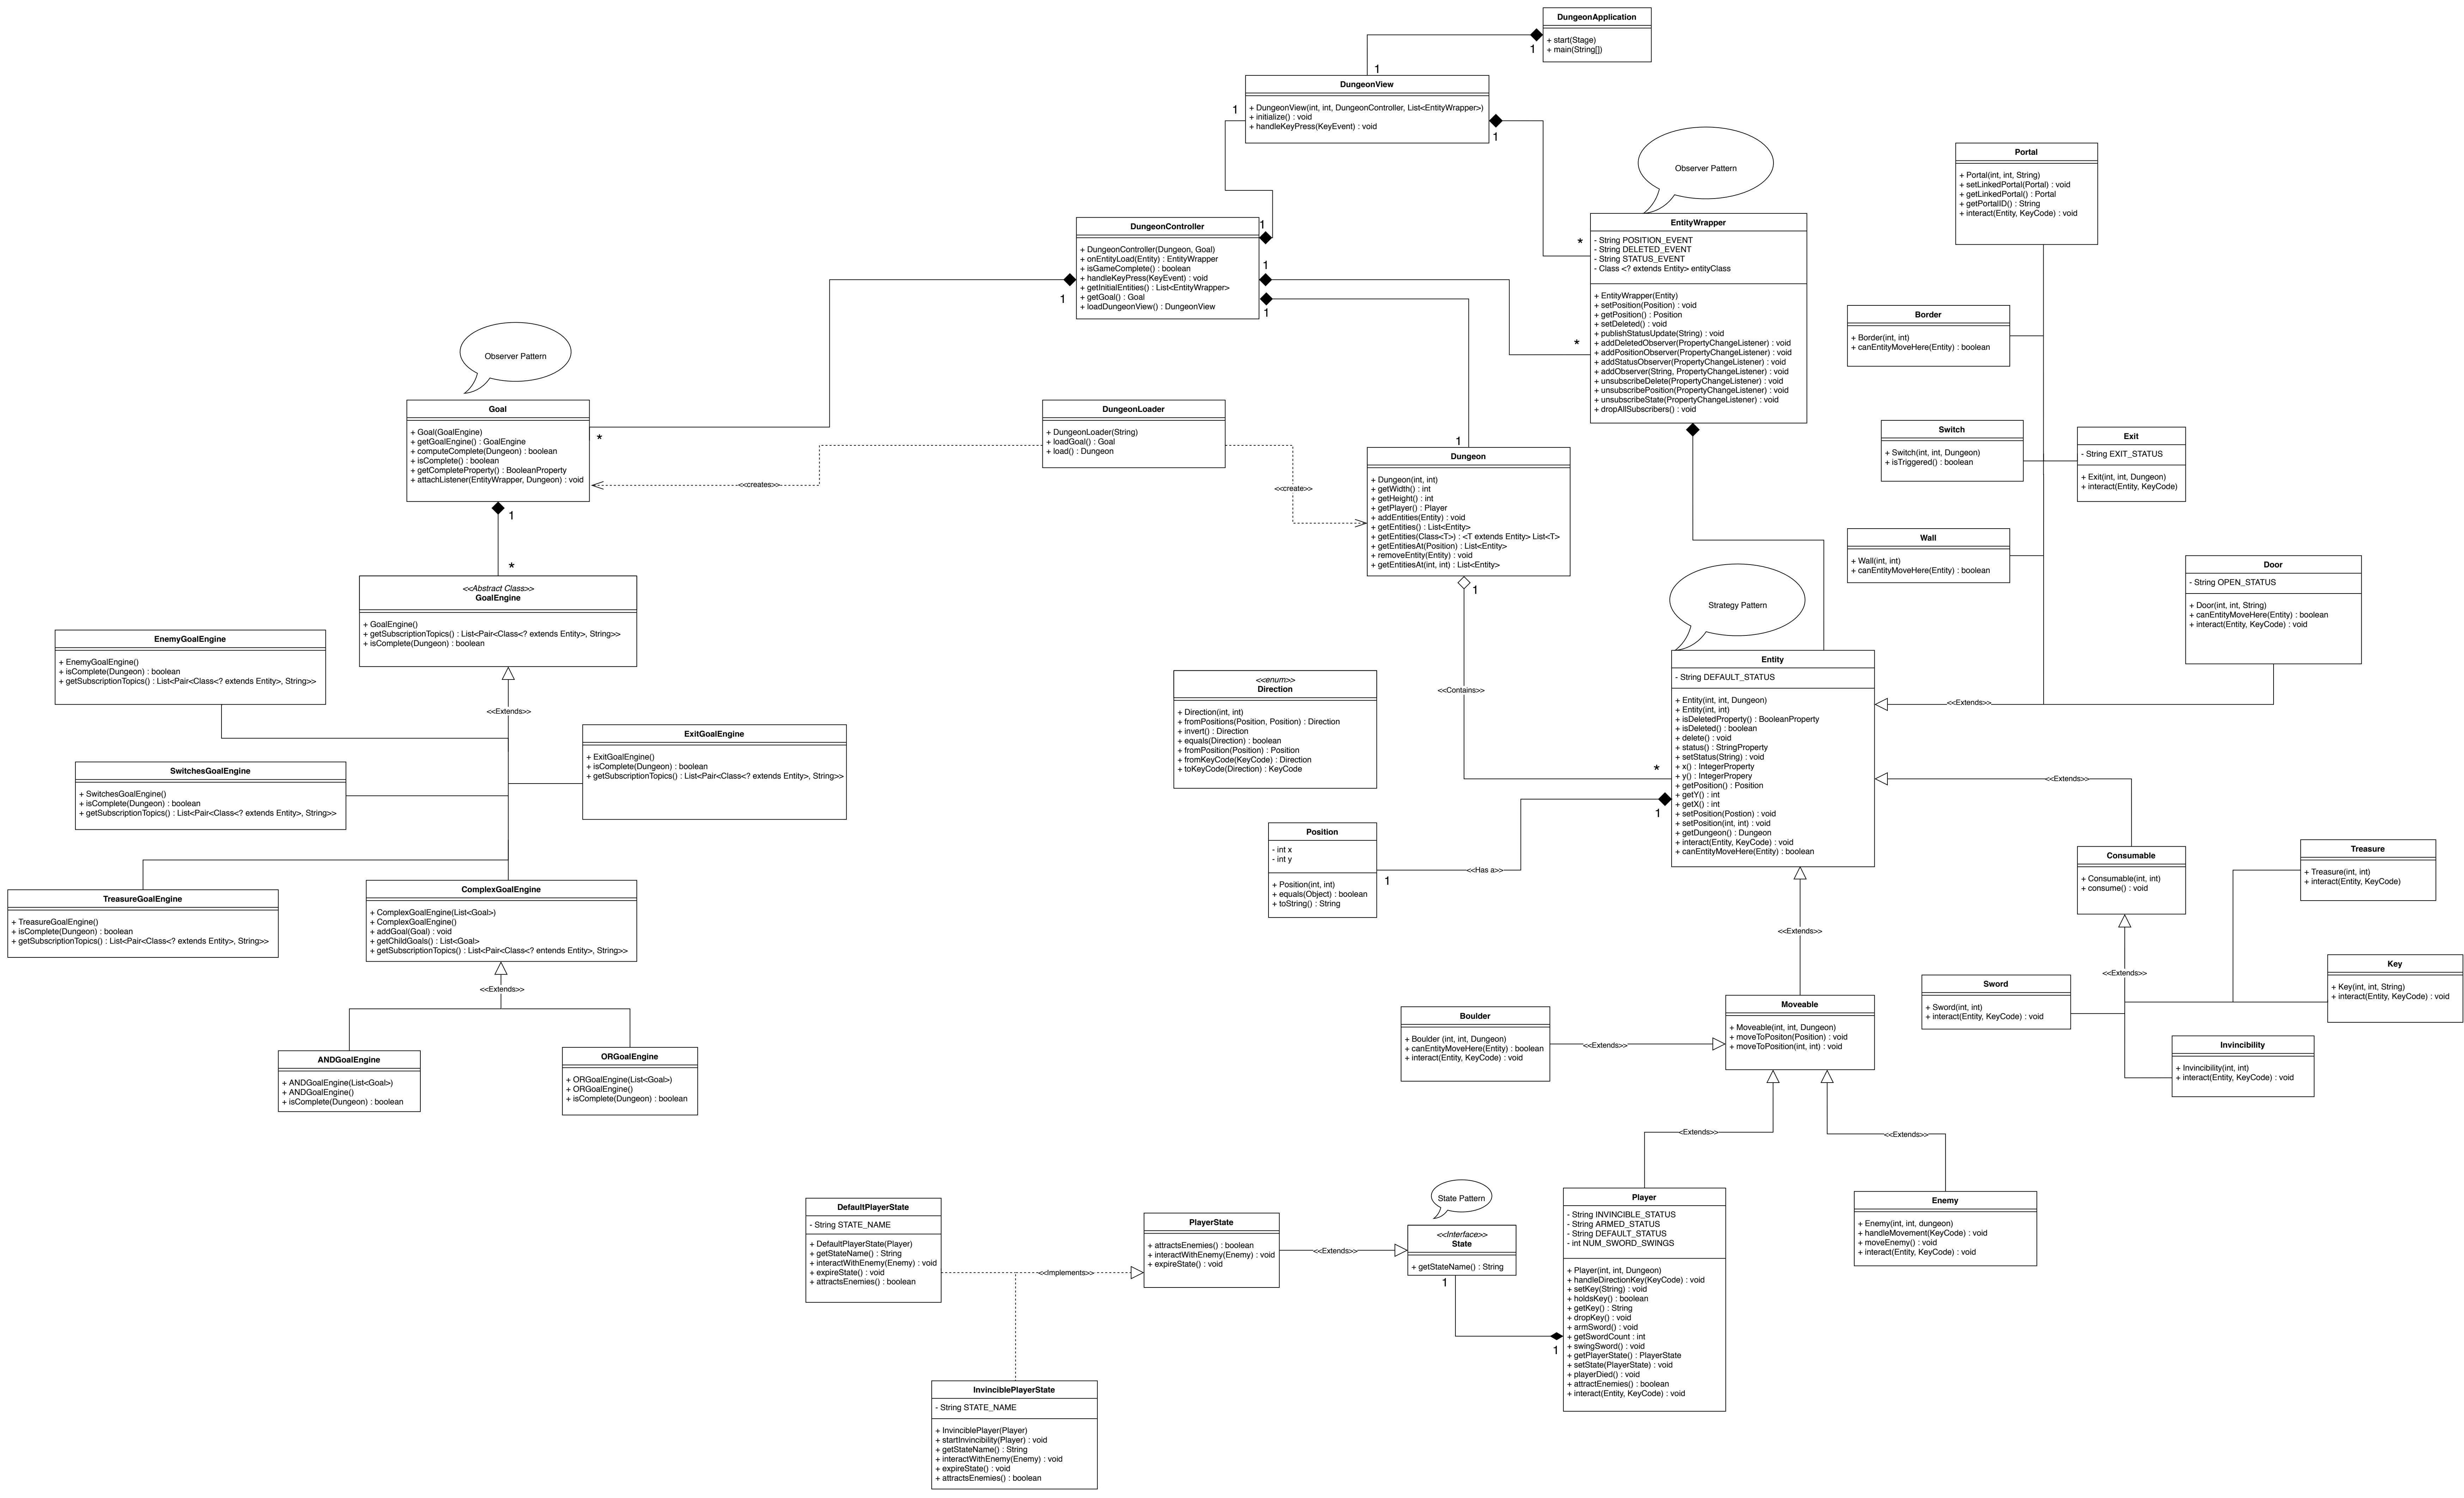 DungeonApplication
+ start(Stage)
+ main(String[])
1
1
DungeonView
+ DungeonView(int, int, DungeonController, List<EntityWrapper>)
+ initialize() : void
+ handleKeyPress(KeyEvent) : void
1
1
Observer Pattern
Portal
+ Portal(int, int, String)
+ setLinkedPortal(Portal) : void
+ getLinkedPortal() : Portal
+ getPortalID() : String
+ interact(Entity, KeyCode) : void
DungeonController
+ DungeonController(Dungeon, Goal)
+ onEntityLoad(Entity) : EntityWrapper
+ isGameComplete() : boolean
+ handleKeyPress(KeyEvent) : void
+ getInitialEntities() : List<EntityWrapper>
+ getGoal() : Goal
+ loadDungeonView() : DungeonView
1
1
1
1
*
*
EntityWrapper
- String POSITION_EVENT
- String DELETED_EVENT
- String STATUS_EVENT
- Class <? extends Entity> entityClass
+ EntityWrapper(Entity)
+ setPosition(Position) : void
+ getPosition() : Position
+ setDeleted() : void
+ publishStatusUpdate(String) : void
+ addDeletedObserver(PropertyChangeListener) : void
+ addPositionObserver(PropertyChangeListener) : void
+ addStatusObserver(PropertyChangeListener) : void
+ addObserver(String, PropertyChangeListener) : void
+ unsubscribeDelete(PropertyChangeListener) : void
+ unsubscribePosition(PropertyChangeListener) : void
+ unsubscribeState(PropertyChangeListener) : void
+ dropAllSubscribers() : void
Border
+ Border(int, int)
+ canEntityMoveHere(Entity) : boolean
Observer Pattern
Goal
+ Goal(GoalEngine)
+ getGoalEngine() : GoalEngine
+ computeComplete(Dungeon) : boolean
+ isComplete() : boolean
+ getCompleteProperty() : BooleanProperty
+ attachListener(EntityWrapper, Dungeon) : void
*
1
*
DungeonLoader
+ DungeonLoader(String)
+ loadGoal() : Goal
+ load() : Dungeon
<<creates>>
<<create>>
1
Dungeon
+ Dungeon(int, int)
+ getWidth() : int
+ getHeight() : int
+ getPlayer() : Player
+ addEntities(Entity) : void
+ getEntities() : List<Entity>
+ getEntities(Class<T>) : <T extends Entity> List<T>
+ getEntitiesAt(Position) : List<Entity>
+ removeEntity(Entity) : void
+ getEntitiesAt(int, int) : List<Entity>
1
Switch
+ Switch(int, int, Dungeon)
+ isTriggered() : boolean
Exit
- String EXIT_STATUS
+ Exit(int, int, Dungeon)
+ interact(Entity, KeyCode)
Wall
+ Wall(int, int)
+ canEntityMoveHere(Entity) : boolean
Door
- String OPEN_STATUS
+ Door(int, int, String)
+ canEntityMoveHere(Entity) : boolean
+ interact(Entity, KeyCode) : void
<<Abstract Class>>
GoalEngine
+ GoalEngine()
+ getSubscriptionTopics() : List<Pair<Class<? extends Entity>, String>>
+ isComplete(Dungeon) : boolean
EnemyGoalEngine
+ EnemyGoalEngine()
+ isComplete(Dungeon) : boolean
+ getSubscriptionTopics() : List<Pair<Class<? extends Entity>, String>>
<<Extends>>
ExitGoalEngine
+ ExitGoalEngine()
+ isComplete(Dungeon) : boolean
+ getSubscriptionTopics() : List<Pair<Class<? extends Entity>, String>>
SwitchesGoalEngine
+ SwitchesGoalEngine()
+ isComplete(Dungeon) : boolean
+ getSubscriptionTopics() : List<Pair<Class<? extends Entity>, String>>
TreasureGoalEngine
+ TreasureGoalEngine()
+ isComplete(Dungeon) : boolean
+ getSubscriptionTopics() : List<Pair<Class<? extends Entity>, String>>
ComplexGoalEngine
+ ComplexGoalEngine(List<Goal>)
+ ComplexGoalEngine()
+ addGoal(Goal) : void
+ getChildGoals() : List<Goal>
+ getSubscriptionTopics() : List<Pair<Class<? entends Entity>, String>>
<<Extends>>
ANDGoalEngine
+ ANDGoalEngine(List<Goal>)
+ ANDGoalEngine()
+ isComplete(Dungeon) : boolean
ORGoalEngine
+ ORGoalEngine(List<Goal>)
+ ORGoalEngine()
+ isComplete(Dungeon) : boolean
<<enum>>
Direction
+ Direction(int, int)
+ fromPositions(Position, Position) : Direction
+ invert() : Direction
+ equals(Direction) : boolean
+ fromPosition(Position) : Position
+ fromKeyCode(KeyCode) : Direction
+ toKeyCode(Direction) : KeyCode
<<Contains>>
*
Strategy Pattern
Entity
- String DEFAULT_STATUS
+ Entity(int, int, Dungeon)
+ Entity(int, int)
+ isDeletedProperty() : BooleanProperty
+ isDeleted() : boolean
+ delete() : void
+ status() : StringProperty
+ setStatus(String) : void
+ x() : IntegerProperty
+ y() : IntegerPropery
+ getPosition() : Position
+ getY() : int
+ getX() : int
+ setPosition(Postion) : void
+ setPosition(int, int) : void
+ getDungeon() : Dungeon
+ interact(Entity, KeyCode) : void
+ canEntityMoveHere(Entity) : boolean
<<Extends>>
<<Extends>>
1
Position
- int x
- int y
+ Position(int, int)
+ equals(Object) : boolean
+ toString() : String
1
<<Has a>>
<<Extends>>
Consumable
+ Consumable(int, int)
+ consume() : void
<<Extends>>
Treasure
+ Treasure(int, int)
+ interact(Entity, KeyCode)
Key
+ Key(int, int, String)
+ interact(Entity, KeyCode) : void
Sword
+ Sword(int, int)
+ interact(Entity, KeyCode) : void
Invincibility
+ Invincibility(int, int)
+ interact(Entity, KeyCode) : void
Boulder
+ Boulder (int, int, Dungeon)
+ canEntityMoveHere(Entity) : boolean
+ interact(Entity, KeyCode) : void
<<Extends>>
Moveable
+ Moveable(int, int, Dungeon)
+ moveToPositon(Position) : void
+ moveToPosition(int, int) : void
<Extends>>
<<Extends>>
DefaultPlayerState
- String STATE_NAME
+ DefaultPlayerState(Player)
+ getStateName() : String
+ interactWithEnemy(Enemy) : void
+ expireState() : void
+ attractsEnemies() : boolean
<<Implements>>
PlayerState
+ attractsEnemies() : boolean
+ interactWithEnemy(Enemy) : void
+ expireState() : void
<<Extends>>
State Pattern
<<Interface>>
State
+ getStateName() : String
1
1
Player
- String INVINCIBLE_STATUS
- String ARMED_STATUS
- String DEFAULT_STATUS
- int NUM_SWORD_SWINGS
+ Player(int, int, Dungeon)
+ handleDirectionKey(KeyCode) : void
+ setKey(String) : void
+ holdsKey() : boolean
+ getKey() : String
+ dropKey() : void
+ armSword() : void
+ getSwordCount : int
+ swingSword() : void
+ getPlayerState() : PlayerState
+ setState(PlayerState) : void
+ playerDied() : void
+ attractEnemies() : boolean
+ interact(Entity, KeyCode) : void
Enemy
+ Enemy(int, int, dungeon)
+ handleMovement(KeyCode) : void
+ moveEnemy() : void
+ interact(Entity, KeyCode) : void
InvinciblePlayerState
- String STATE_NAME
+ InvinciblePlayer(Player)
+ startInvincibility(Player) : void
+ getStateName() : String
+ interactWithEnemy(Enemy) : void
+ expireState() : void
+ attractsEnemies() : boolean